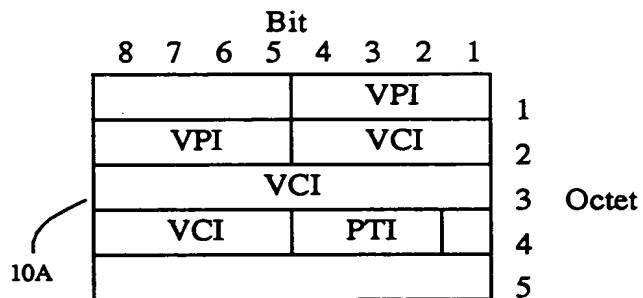 Bit
8 7 6 5 4 3 2 1
VPI 1
VPI VCI 2
VCI 3 Octet
VCI PTI 4
10A
5